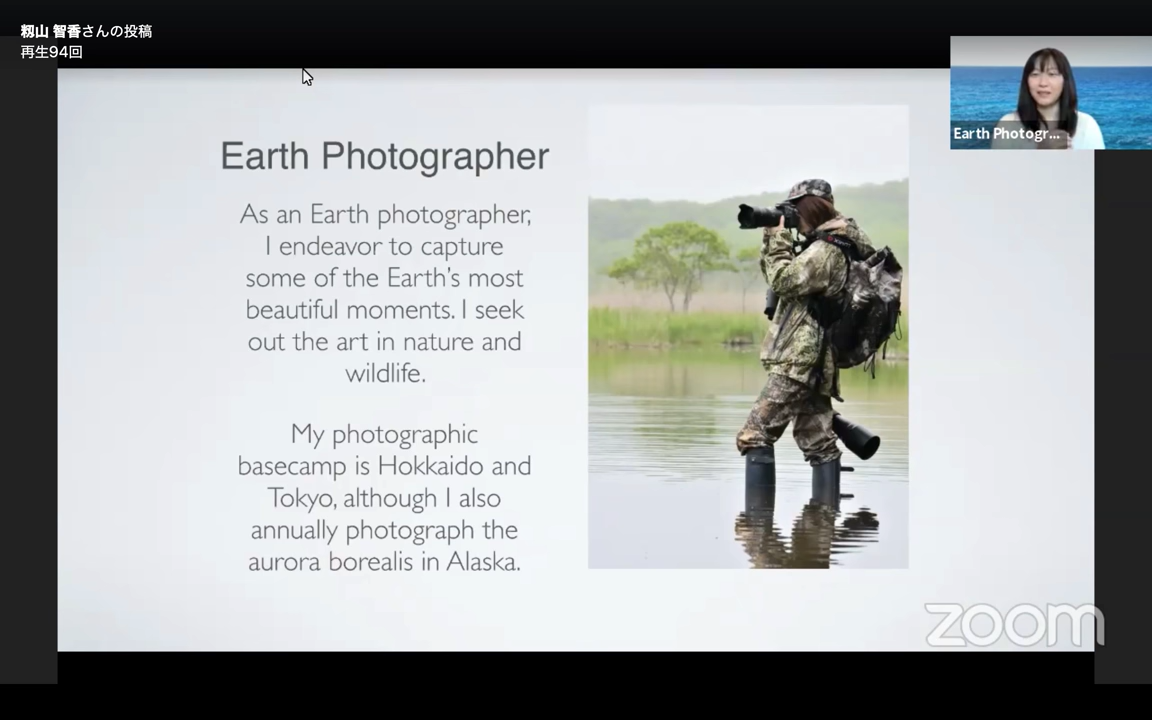 籾山 智香さんの投稿
再生94回
Earth Photogr...
Earth Photographer
As an Earth photographer,
I endeavor to capture
some of the Earth's most
beautiful moments. I seek
out the art in nature and
wildlife.
My photographic
basecamp is Hokkaido and
Tokyo, although I also
annually photograph the
aurora borealis in Alaska.
zoom